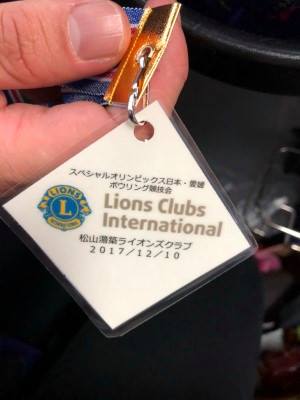 スペシャルオリンピックス日本・愛媛
ボウリング競技会
LIONS
L
Lions Clubs
International
松山湯築ライオンズクラブ
2017/12/10